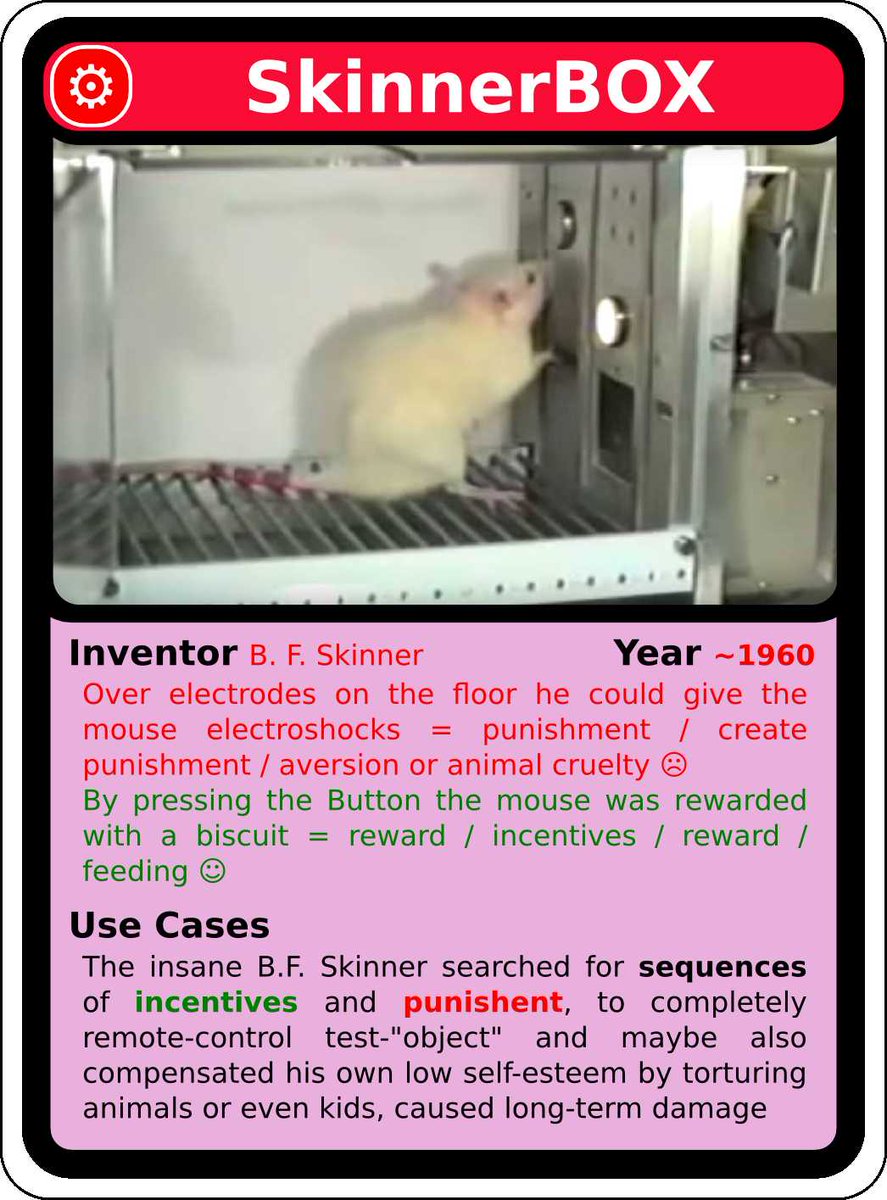 SkinnerBOX
Inventor B. F. Skinner Year ~1960
Over electrodes on the floor he could give the
mouse electroshocks = punishment / create
punishment / aversion or animal cruelty ☹
By pressing the Button the mouse was rewarded
with a biscuit = reward / incentives / reward /
feeding ☺
Use Cases
The insane B.F. Skinner searched for sequences
of incentives and punishent, to completely
remote-control test-"object" and maybe also
compensated his own low self-esteem by torturing
animals or even kids, caused long-term damage